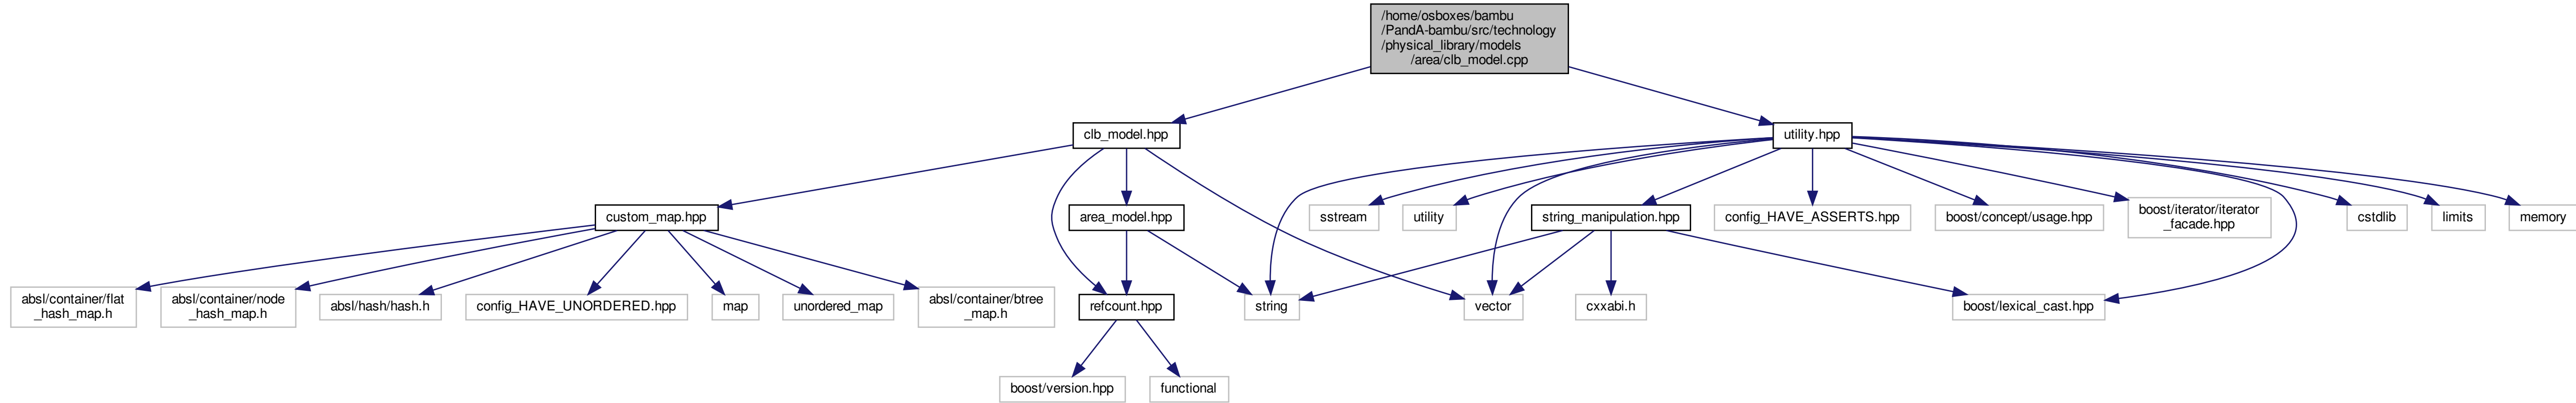 /home/osboxes/bambu
/PandA-bambu/src/technology
/physical_library/models
/area/clb_model.cpp
clb_model.hpp
utility.hpp
custom_map.hpp
area_model.hpp
sstream
utility
string_manipulation.hpp
config_HAVE_ASSERTS.hpp
boost/concept/usage.hpp
boost/iterator/iterator
_facade.hpp
cstdlib
limits
memory
absl/container/flat
_hash_map.h
absl/container/node
_hash_map.h
absl/hash/hash.h
config_HAVE_UNORDERED.hpp
map
unordered_map
absl/container/btree
_map.h
refcount.hpp
string
vector
cxxabi.h
boost/lexical_cast.hpp
boost/version.hpp
functional